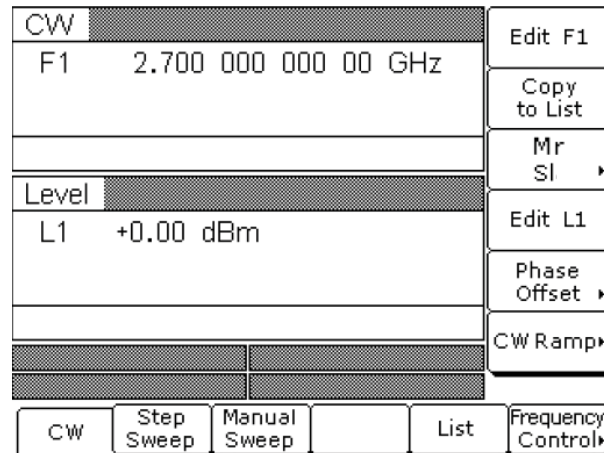 CW
F1 2.700 000 000 00 GHz
Level
L1 +0.00 dBm
Edit F1
Copy
to List
Mr
Sl
Edit L1
Phase
Offset
CW Ramp
CW
Step
Sweep
Manual
Sweep
List
Frequency
Control